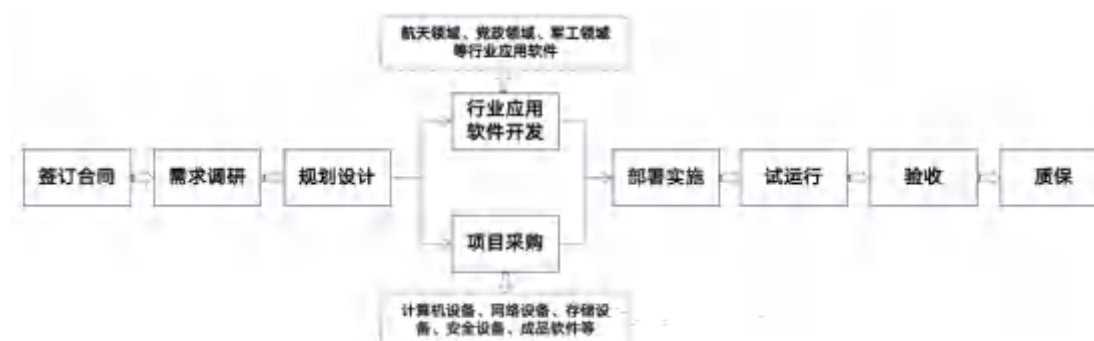 航天领域、党政领域、军工领域
等行业应用软件
行业应用
软件开发
签订合同
需求调研
规划设计
部署实施
试运行
验收
质保
项目采购
计算机设备、网络设备、存储设
备、安全设备、成品软件等